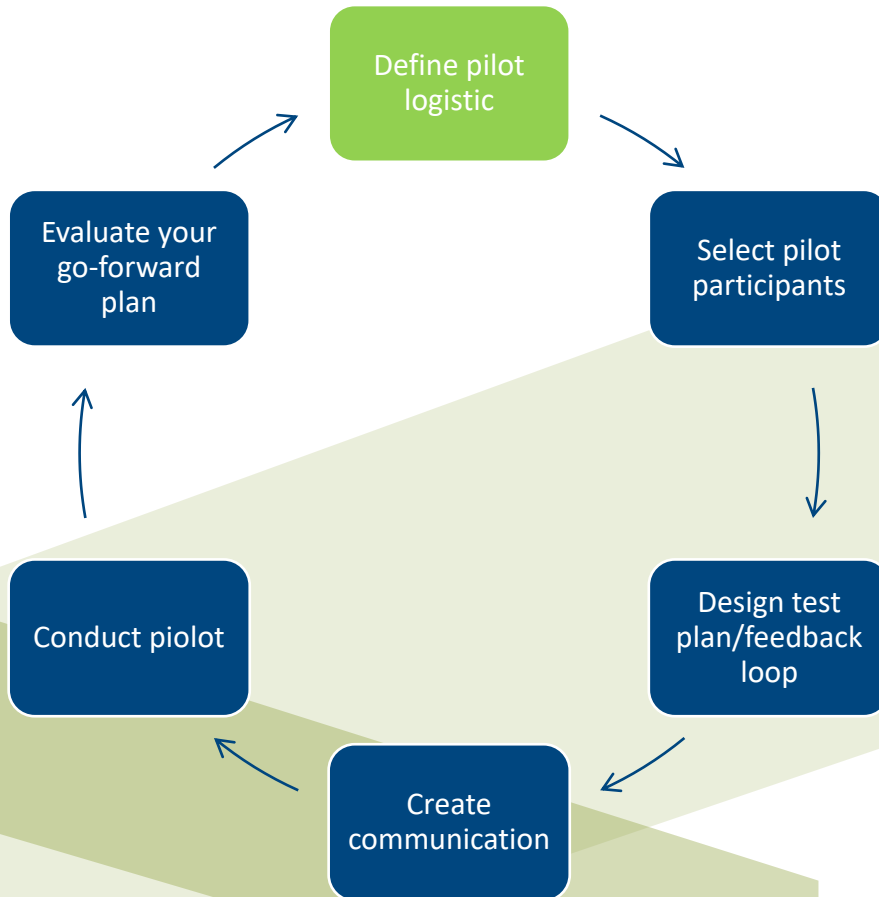 Define pilot
logistic
Select pilot
participants
Design test
plan/feedback
loop
Create
communication
Conduct piolot
Evaluate your
go-forward
plan